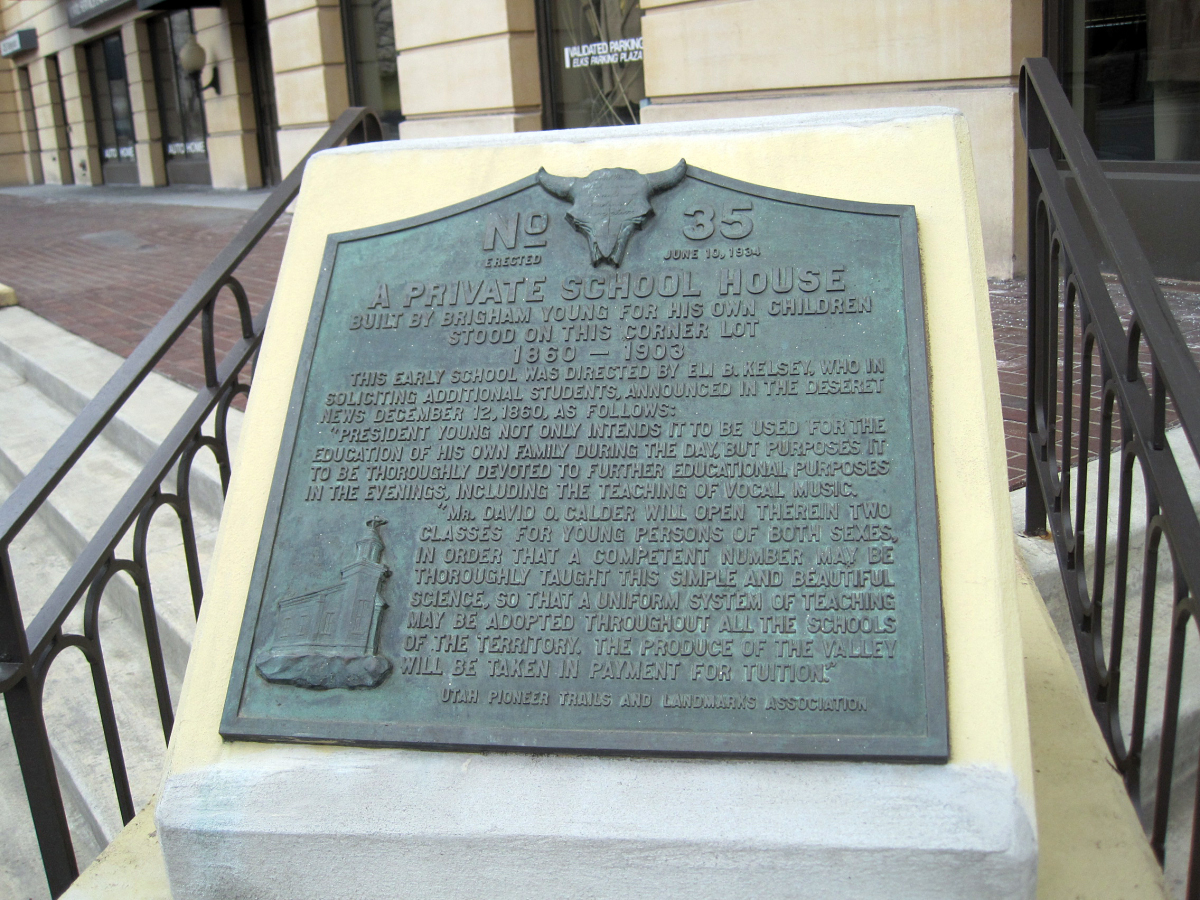 VALIDATED PARKING
ELKS PARKING PLAZA
AUTO HOME
AUTO HOME
No 35
ERECTED JUNE 10, 1934
A PRIVATE SCHOOL HOUSE
BUILT BY BRIGHAM YOUNG FOR HIS OWN CHILDREN
STOOD ON THIS CORNER LOT
1860 – 1903
THIS EARLY SCHOOL WAS DIRECTED BY ELI B. KELSEY, WHO IN
SOLICITING ADDITIONAL STUDENTS, ANNOUNCED IN THE DESERET
NEWS DECEMBER 12, 1860, AS FOLLOWS:
"PRESIDENT YOUNG NOT ONLY INTENDS IT TO BE USED FOR THE
EDUCATION OF HIS OWN FAMILY DURING THE DAY, BUT PURPOSES IT
TO BE THOROUGHLY DEVOTED TO FURTHER EDUCATIONAL PURPOSES
IN THE EVENINGS, INCLUDING THE TEACHING OF VOCAL MUSIC.
"MR. DAVID O. CALDER WILL OPEN THEREIN TWO
CLASSES FOR YOUNG PERSONS OF BOTH SEXES,
IN ORDER THAT A COMPETENT NUMBER MAY BE
THOROUGHLY TAUGHT THIS SIMPLE AND BEAUTIFUL
SCIENCE, SO THAT A UNIFORM SYSTEM OF TEACHING
MAY BE ADOPTED THROUGHOUT ALL THE SCHOOLS
OF THE TERRITORY. THE PRODUCE OF THE VALLEY
WILL BE TAKEN IN PAYMENT FOR TUITION."
UTAH PIONEER TRAILS AND LANDMARKS ASSOCIATION